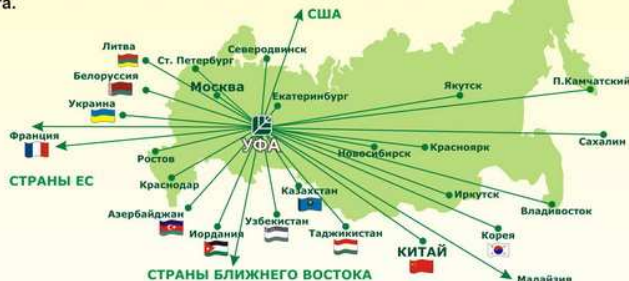 та.
США
Литва
Ст. Петербург
Северодвинск
Белоруссия
Москва
Якутск
П.Камчатский
Украина
Екатеринбург
Франция
УФА
Сахалин
Ростов
Новосибирск
Красноярк
СТРАНЫ ЕС
Краснодар
Казахстан
Иркутск
Владивосток
Азербайджан
Иордания
Узбекистан
Таджикистан
Корея
КИТАЙ
СТРАНЫ БЛИЖНЕГО ВОСТОКА
Малайзия